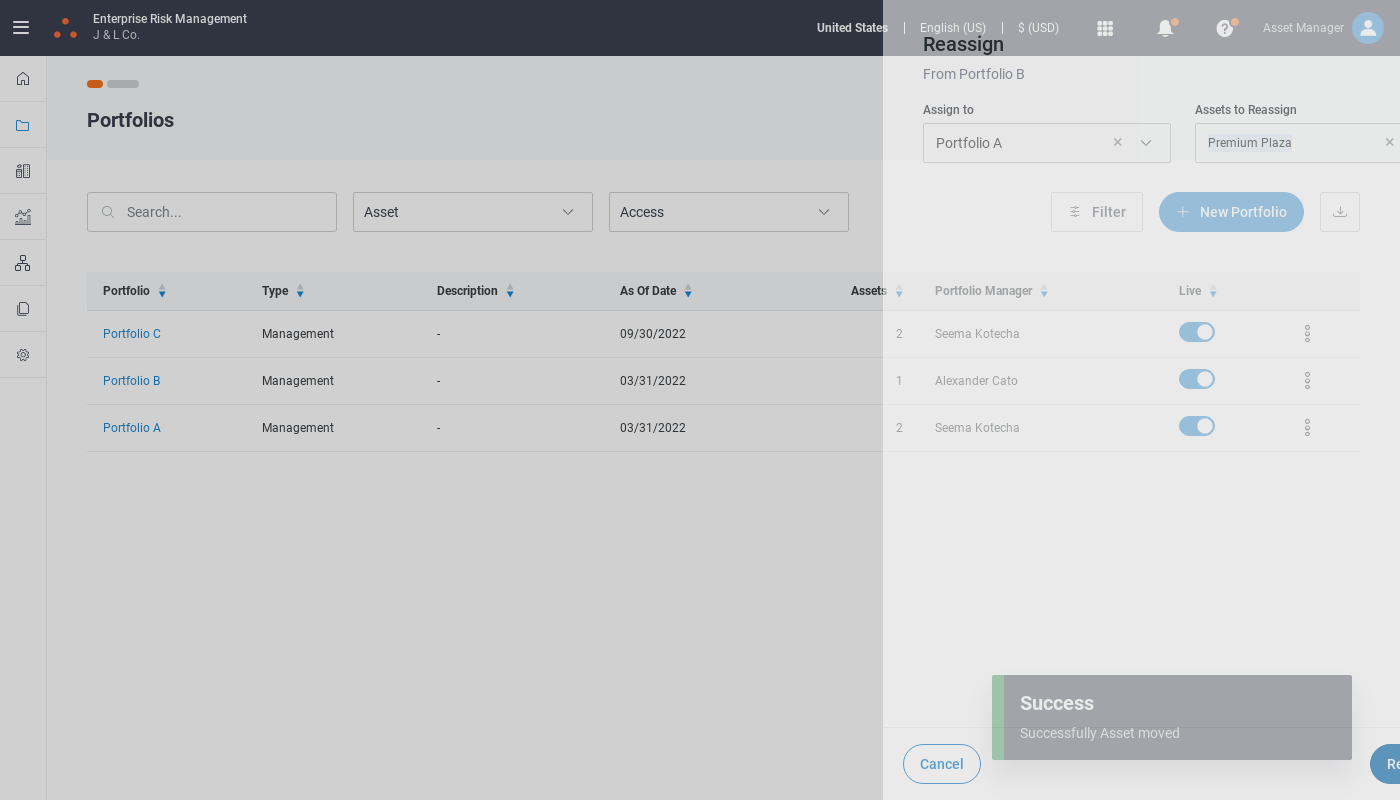 Enterprise Risk Management
J & L Co.
United States
English (US)
$ (USD)
Asset Manager
Reassign
From Portfolio B
Assign to
Assets to Reassign
Portfolio A
Premium Plaza
Portfolios
Search...
Asset
Access
Filter
New Portfolio
Portfolio Type Description As Of Date Assets Portfolio Manager Live
Portfolio C Management - 09/30/2022 2 Seema Kotecha
Portfolio B Management - 03/31/2022 1 Alexander Cato
Portfolio A Management - 03/31/2022 2 Seema Kotecha
Success
Successfully Asset moved
Cancel
Re